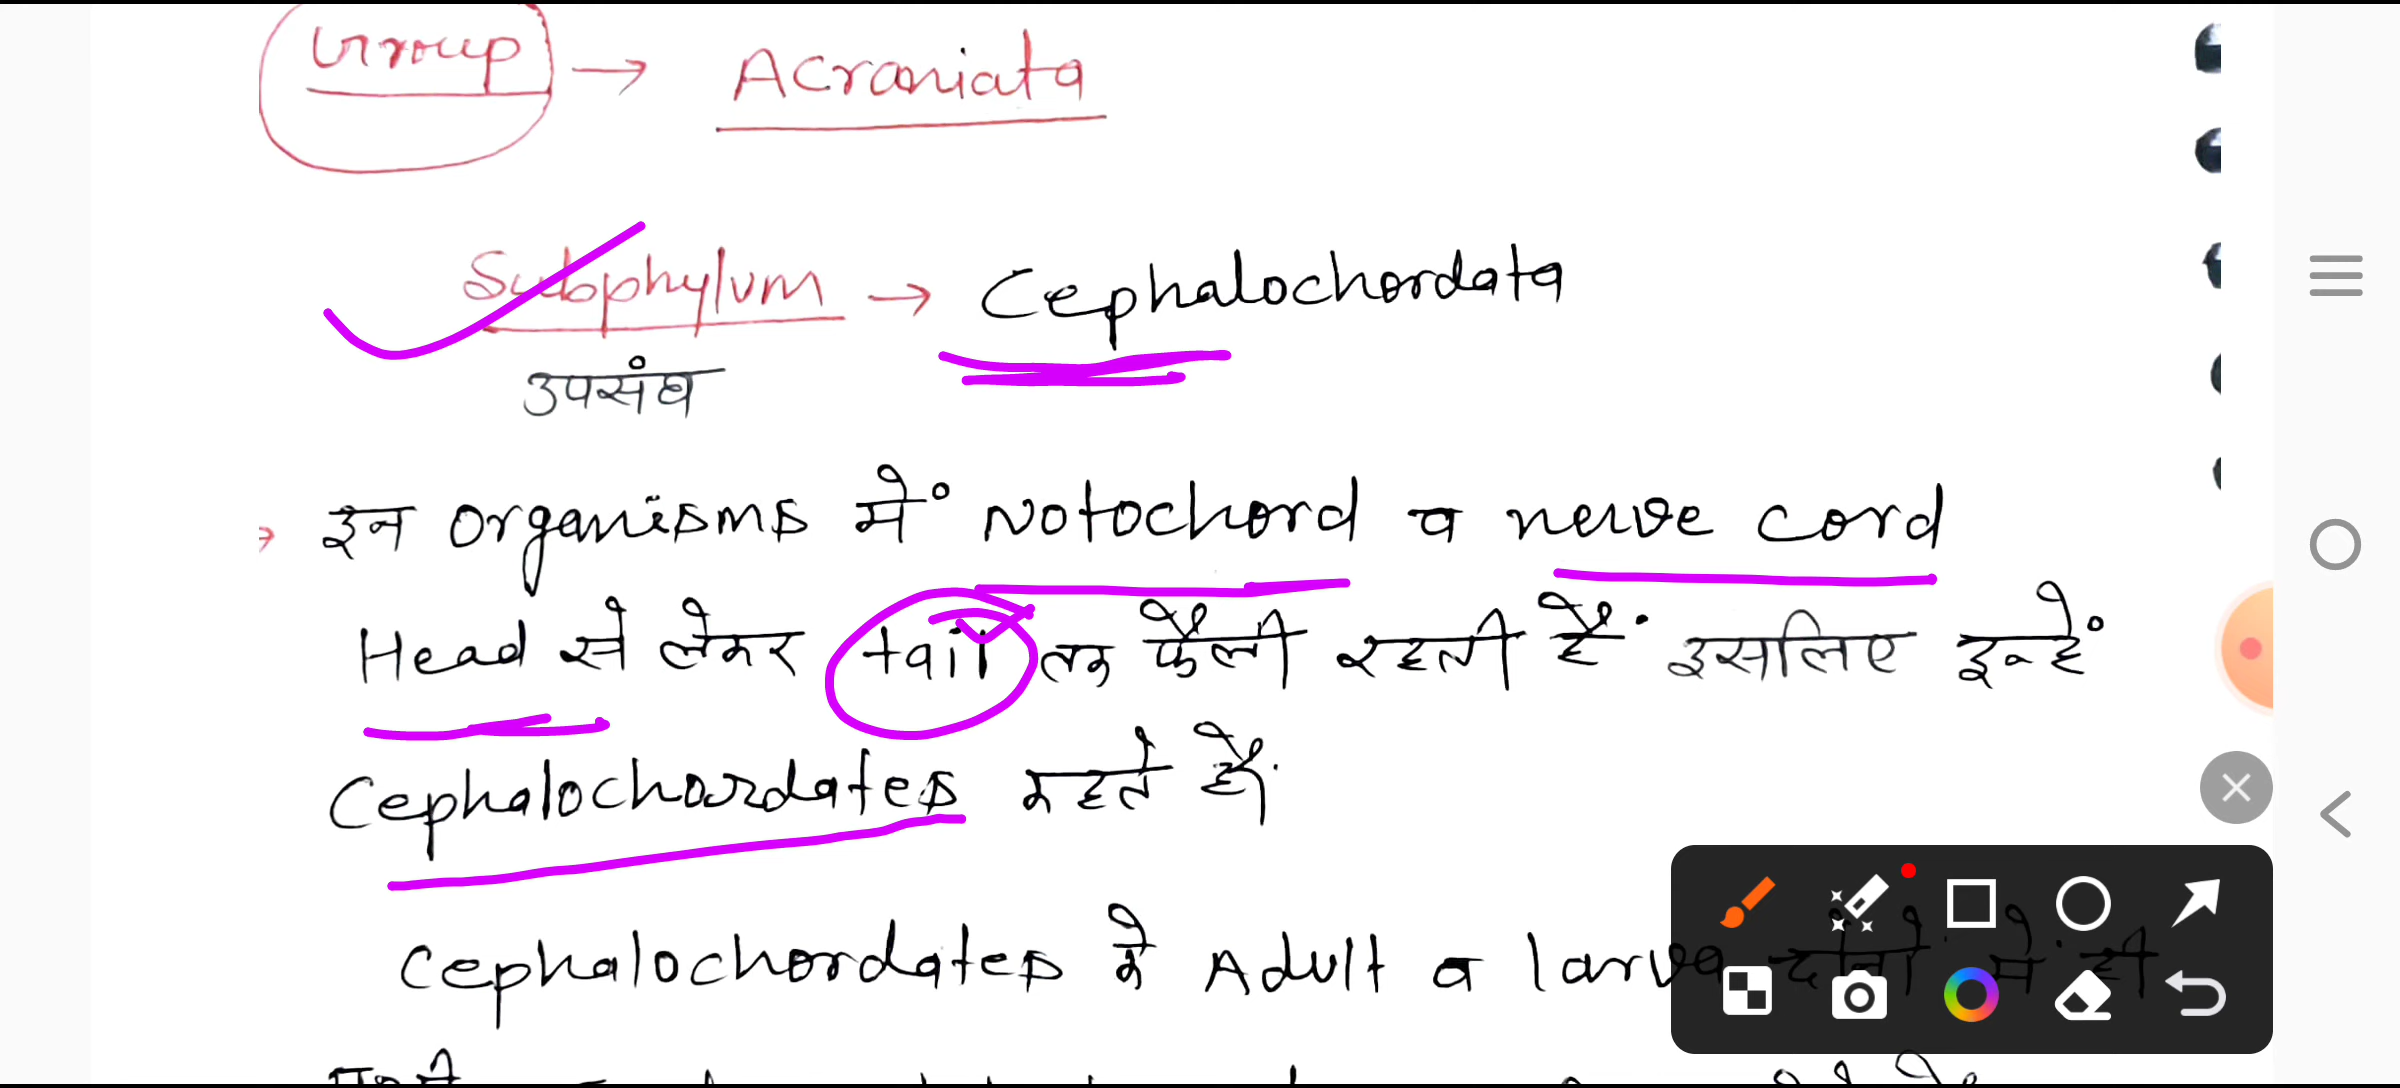 Group → Acraniata
Subphylum → Cephalochordata
उपसंघ
→ इन organisms में Notochord व nerve cord
Head से लेकर tail तक फैली रहती हैं. इसलिए इन्हें
Cephalochordates कहते हैं.
Cephalochordates के Adult व larva दोनों में ही